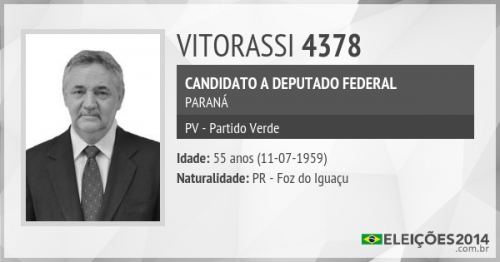 VITORASSI 4378
CANDIDATO A DEPUTADO FEDERAL
PARANÁ
PV - Partido Verde
Idade: 55 anos (11-07-1959)
Naturalidade: PR - Foz do Iguaçu
ELEIÇÕES2014
.com.br